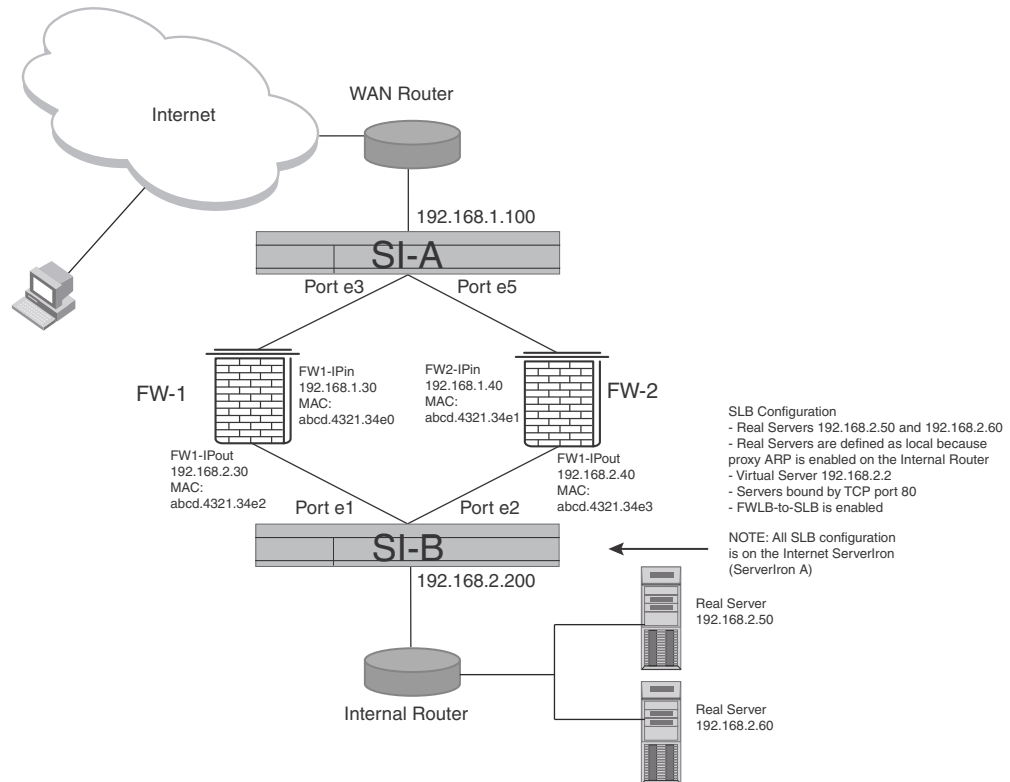 Internet
WAN Router
192.168.1.100
SI-A
Port e3
Port e5
FW-1
FW1-IPin
192.168.1.30
MAC:
abcd.4321.34e0
FW2-IPin
192.168.1.40
MAC:
abcd.4321.34e1
FW-2
FW1-IPout
192.168.2.30
MAC:
abcd.4321.34e2
FW1-IPout
192.168.2.40
MAC:
abcd.4321.34e3
Port e1
Port e2
SI-B
192.168.2.200
SLB Configuration
- Real Servers 192.168.2.50 and 192.168.2.60
- Real Servers are defined as local because
proxy ARP is enabled on the Internal Router
- Virtual Server 192.168.2.2
- Servers bound by TCP port 80
- FWLB-to-SLB is enabled
NOTE: All SLB configuration
is on the Internet ServerIron
(ServerIron A)
Real Server
192.168.2.50
Internal Router
Real Server
192.168.2.60